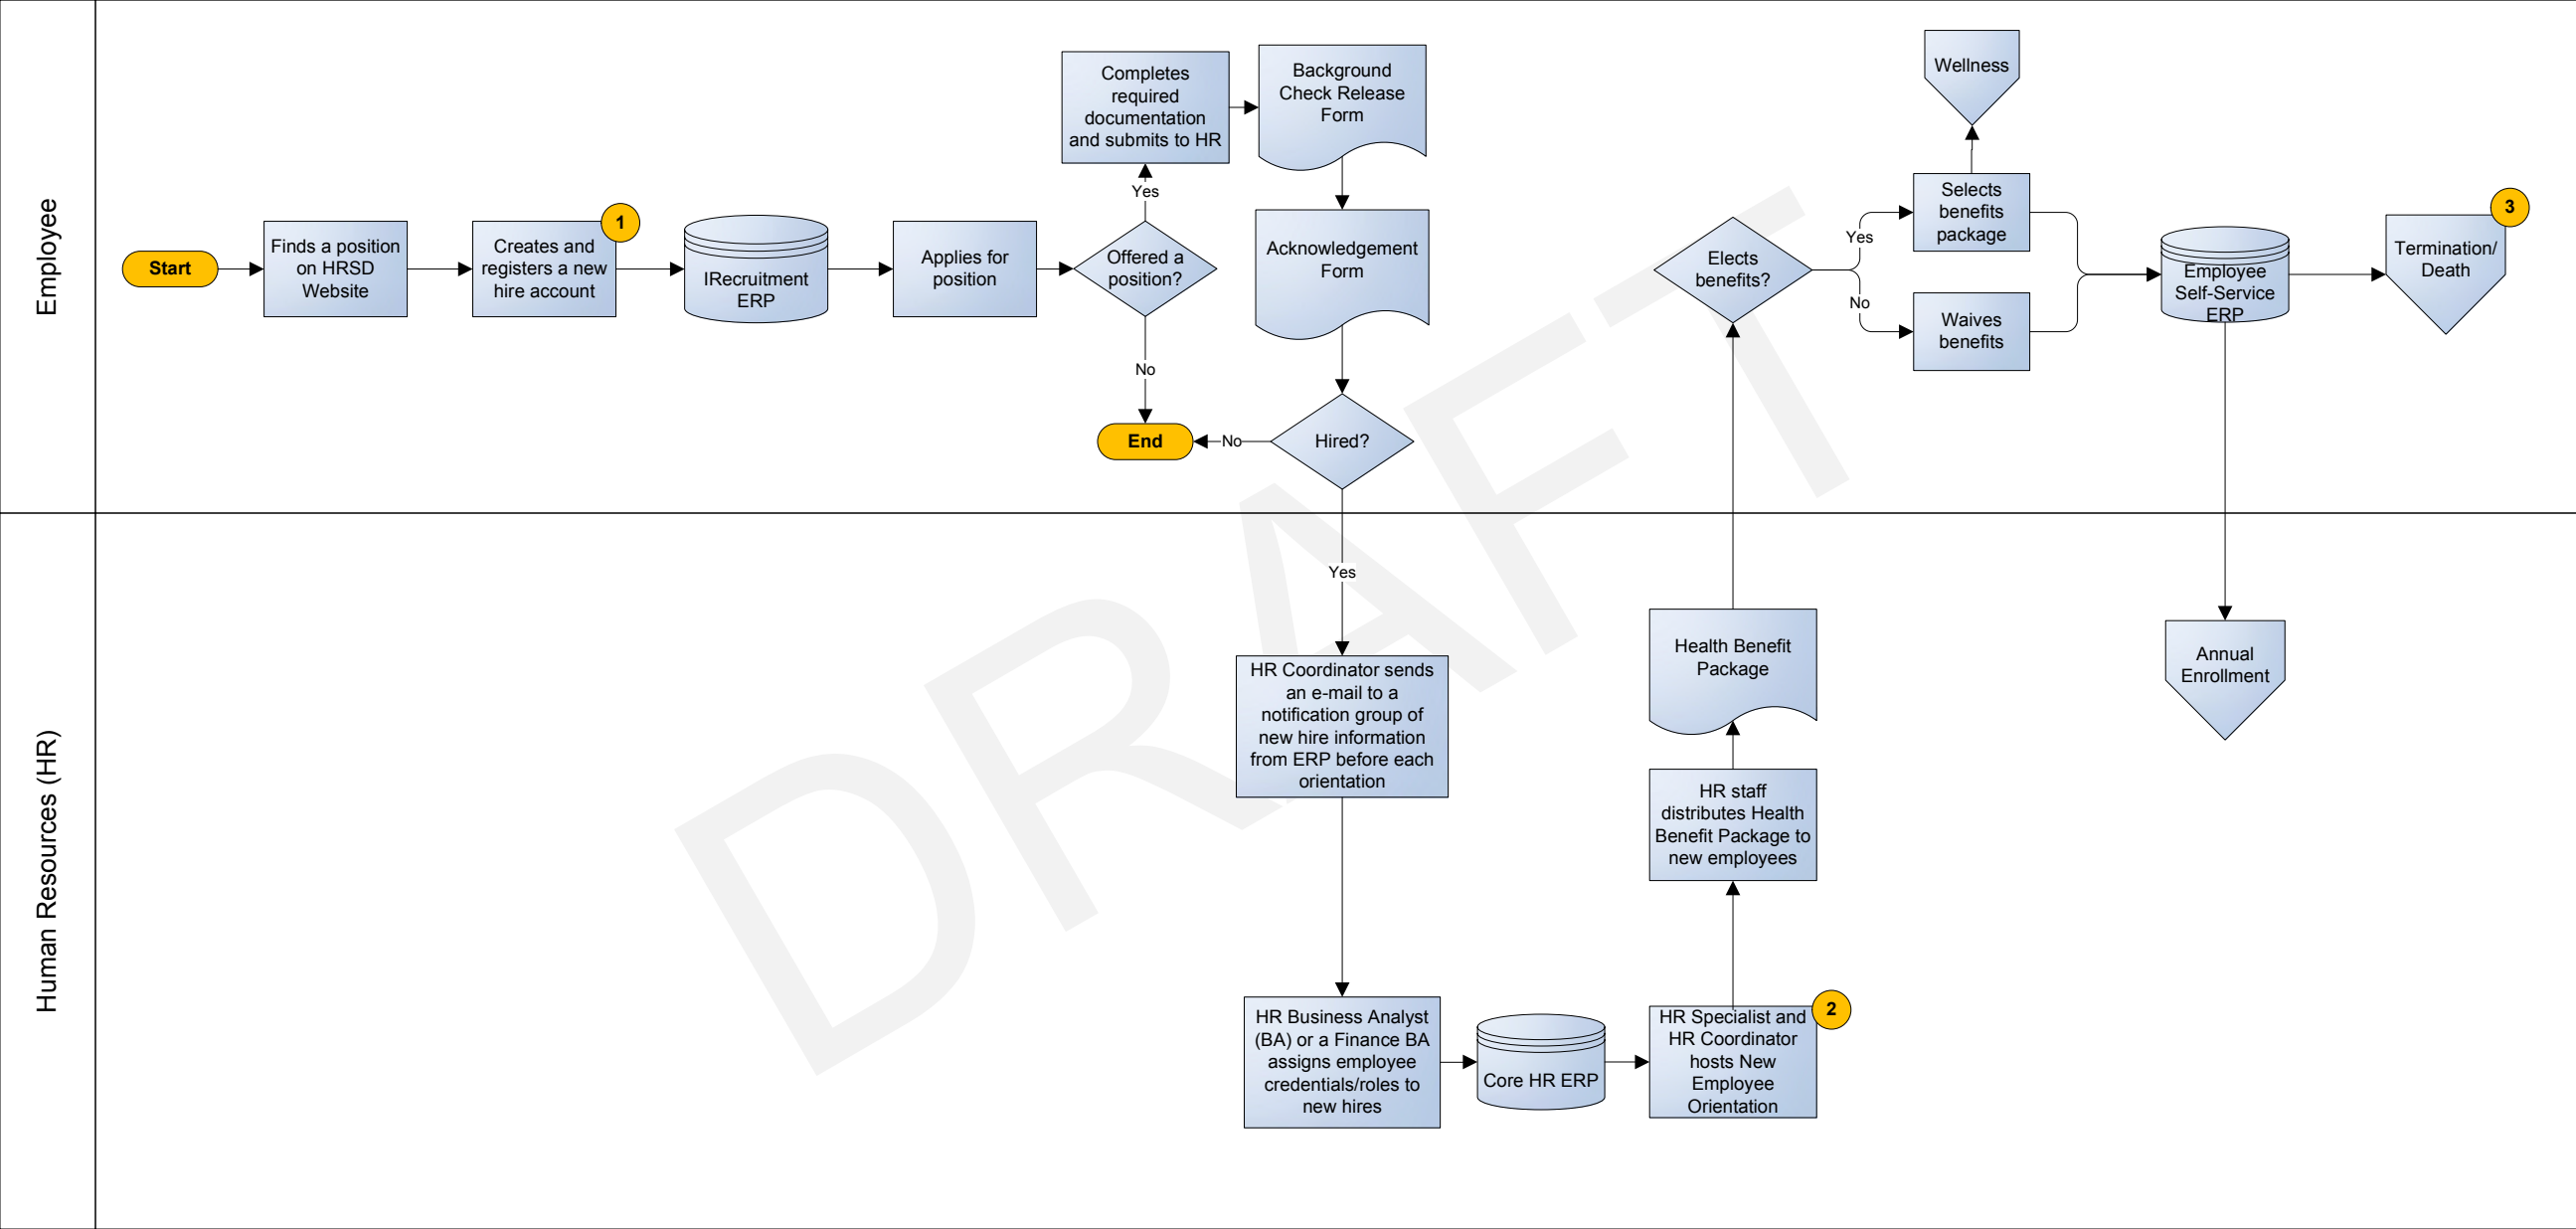 Employee
Start
Finds a position
on HRSD
Website
Creates and
registers a new
hire account
1
IRecruitment
ERP
Applies for
position
Offered a
position?
Yes
No
Completes
required
documentation
and submits to HR
Background
Check Release
Form
Acknowledgement
Form
Hired?
No
End
Yes
Human Resources (HR)
HR Coordinator sends
an e-mail to a
notification group of
new hire information
from ERP before each
orientation
HR Business Analyst
(BA) or a Finance BA
assigns employee
credentials/roles to
new hires
Core HR ERP
HR Specialist and
HR Coordinator
hosts New
Employee
Orientation
2
HR staff
distributes Health
Benefit Package to
new employees
Health Benefit
Package
Elects
benefits?
Yes
No
Selects
benefits
package
Waives
benefits
Wellness
Employee
Self-Service
ERP
Termination/
Death
3
Annual
Enrollment
DRAFT